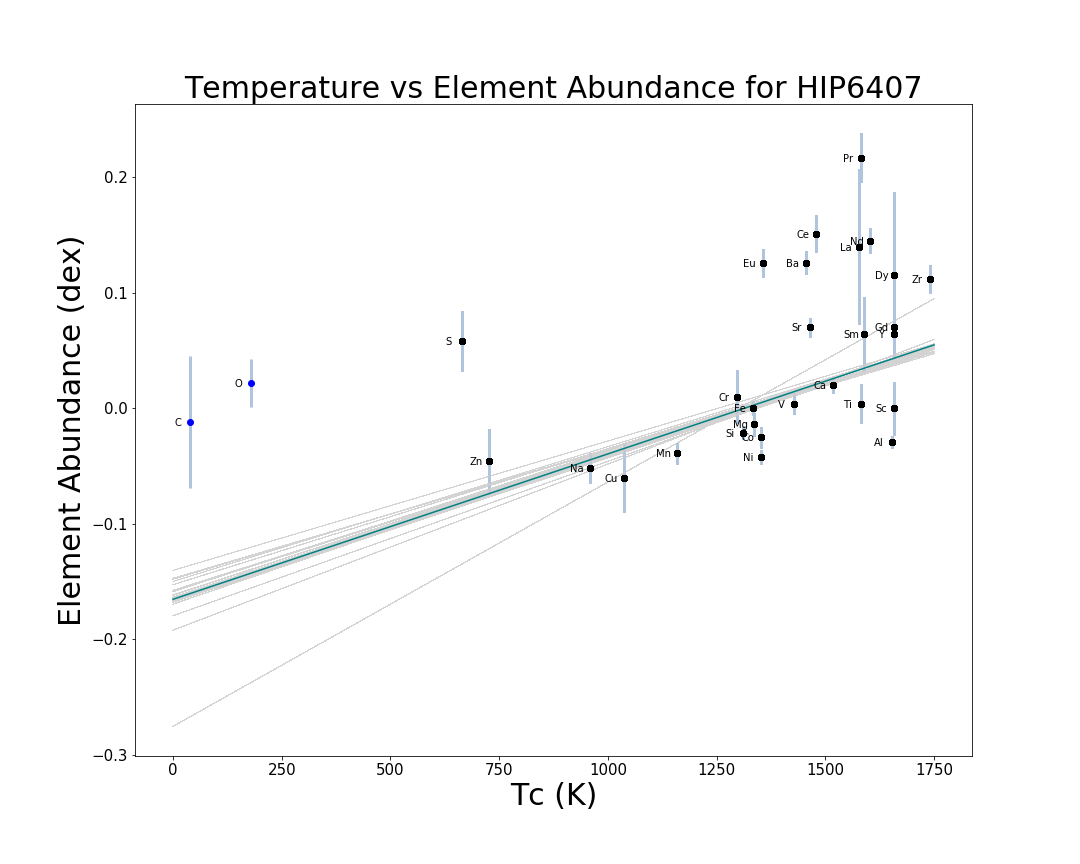 Temperature vs Element Abundance for HIP6407
Element Abundance (dex)
0.2
0.1
0.0
−0.1
−0.2
−0.3
Pr
Ce
Nd
La
Eu
Ba
Dy
Zr
Sr
Gd
Sm
Y
S
O
Ca
Cr
Fe
V
Ti
Sc
C
Mg
Si
Co
Al
Mn
Ni
Zn
Na
Cu
0
250
500
750
1000
1250
1500
1750
Tc (K)